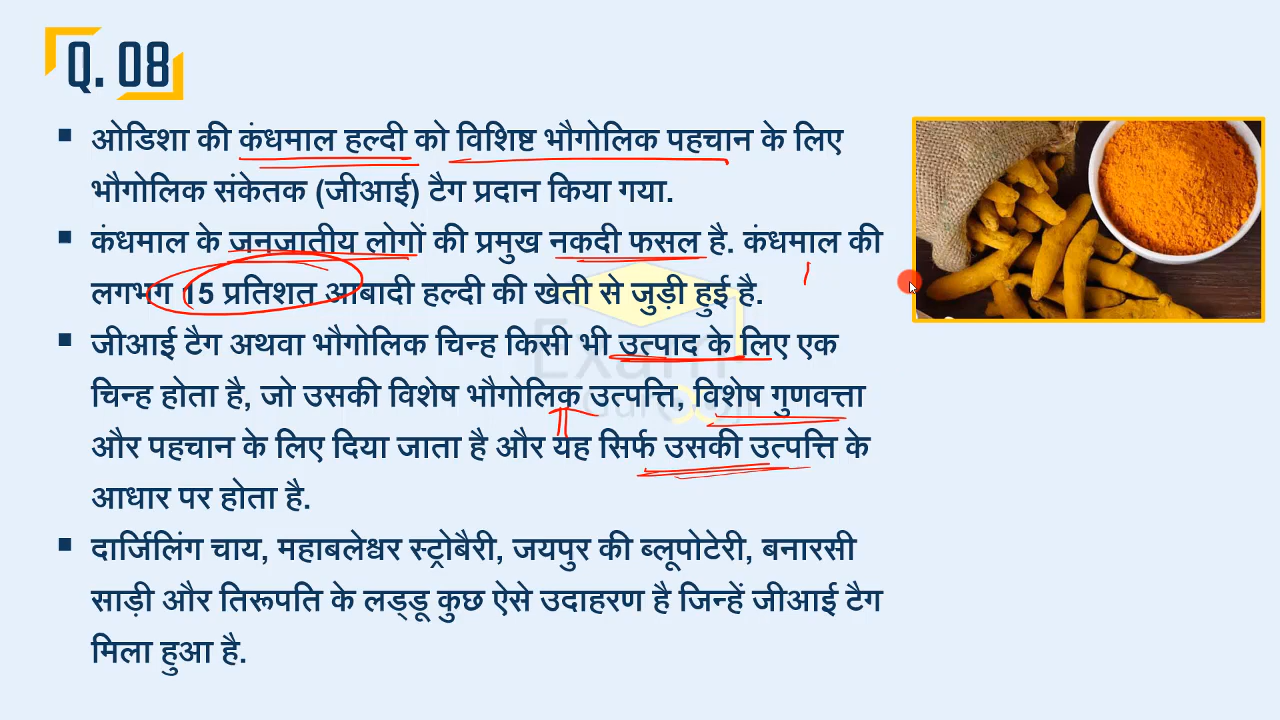 Q. 08
▪ ओडिशा की कंधमाल हल्दी को विशिष्ट भौगोलिक पहचान के लिए
भौगोलिक संकेतक (जीआई) टैग प्रदान किया गया.
▪ कंधमाल के जनजातीय लोगों की प्रमुख नकदी फसल है. कंधमाल की
लगभग 15 प्रतिशत आबादी हल्दी की खेती से जुड़ी हुई है.
▪ जीआई टैग अथवा भौगोलिक चिन्ह किसी भी उत्पाद के लिए एक
चिन्ह होता है, जो उसकी विशेष भौगोलिक उत्पत्ति, विशेष गुणवत्ता
और पहचान के लिए दिया जाता है और यह सिर्फ उसकी उत्पत्ति के
आधार पर होता है.
▪ दार्जिलिंग चाय, महाबलेश्वर स्ट्रोबैरी, जयपुर की ब्लूपोटेरी, बनारसी
साड़ी और तिरूपति के लड्डू कुछ ऐसे उदाहरण है जिन्हें जीआई टैग
मिला हुआ है.
Exam